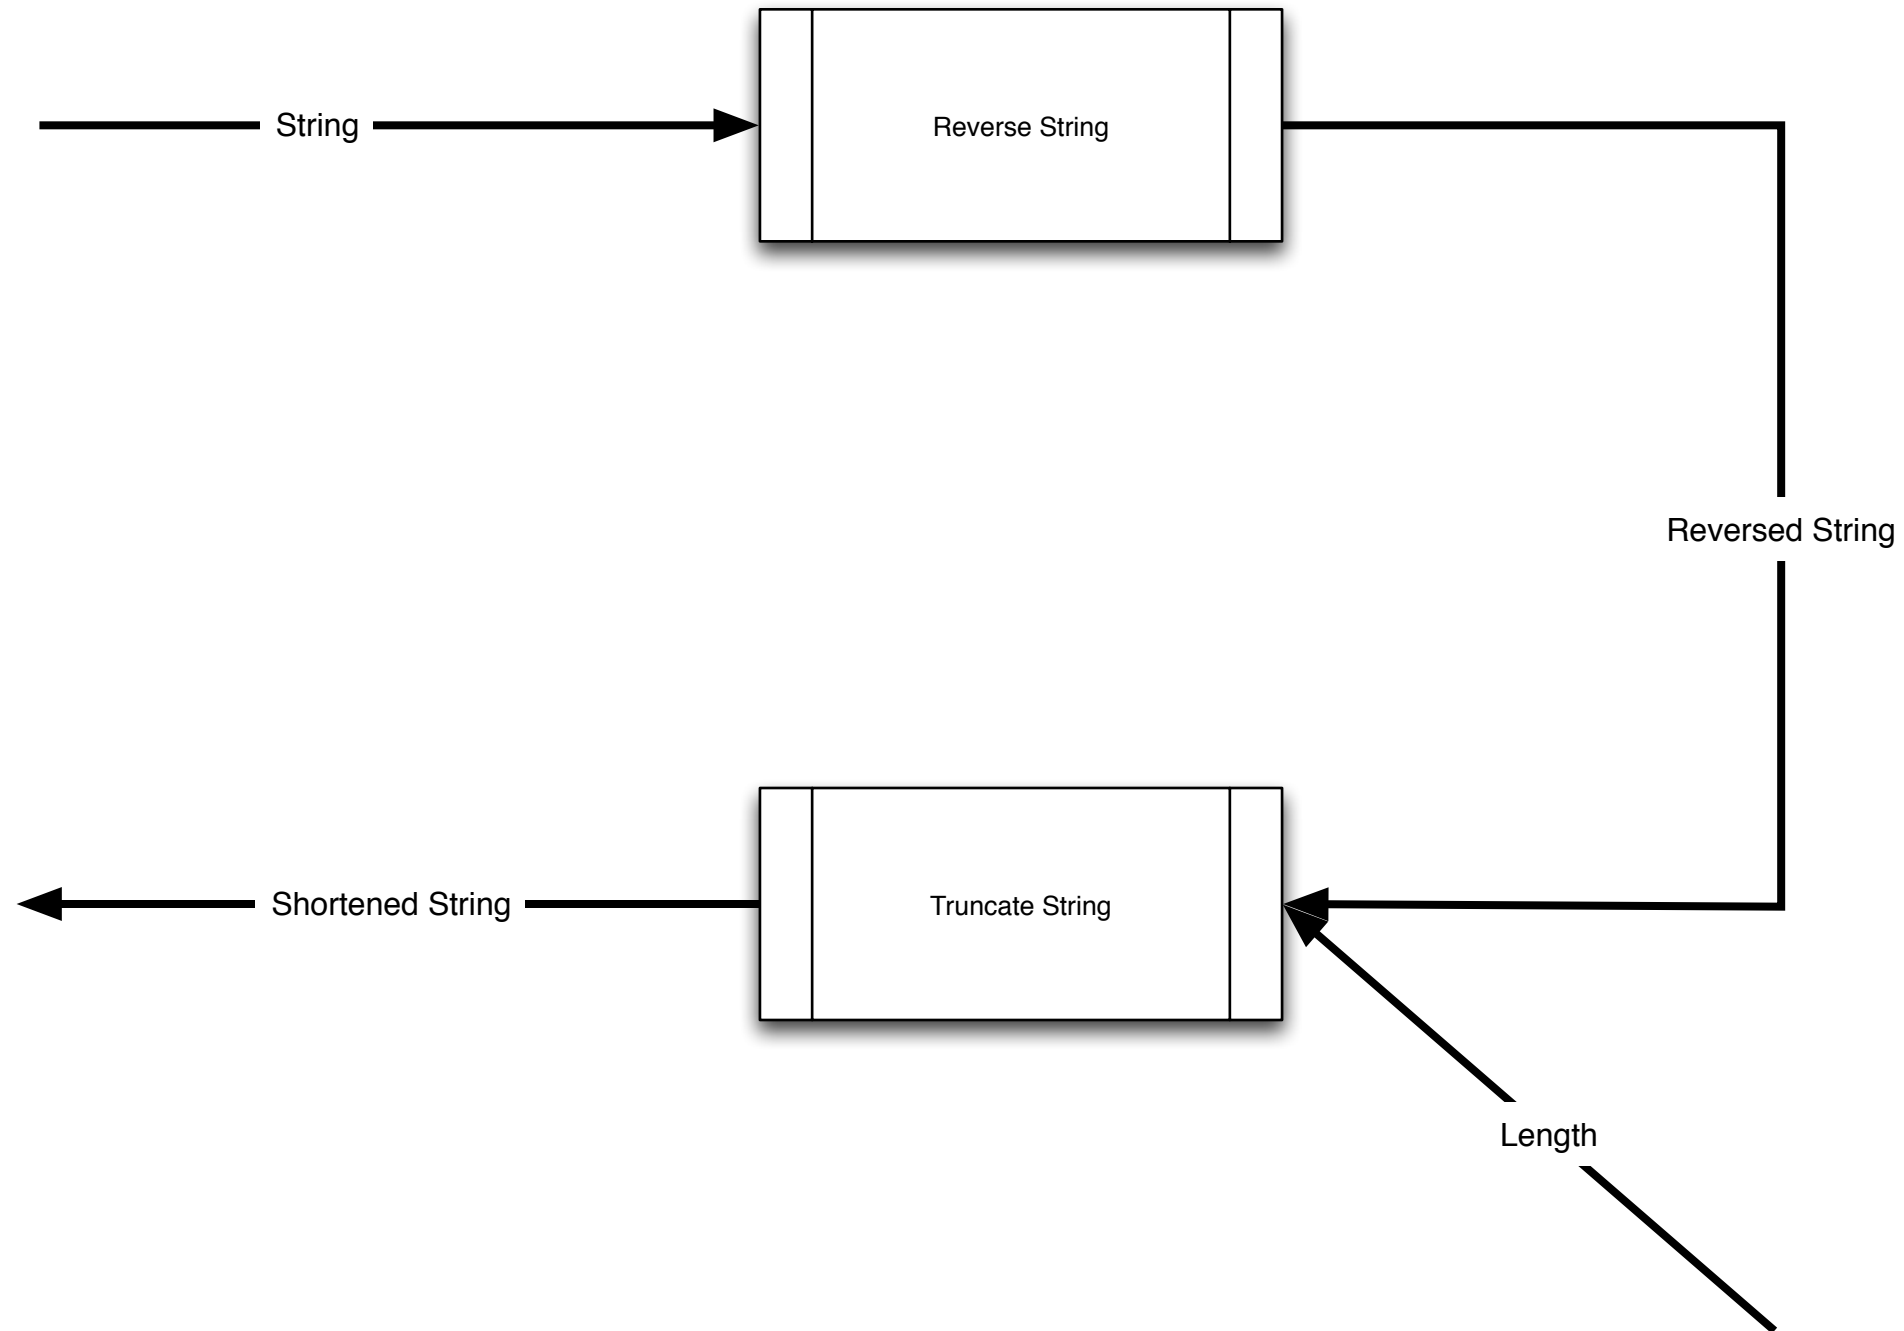 String
Reverse String
Reversed String
Shortened String
Truncate String
Length